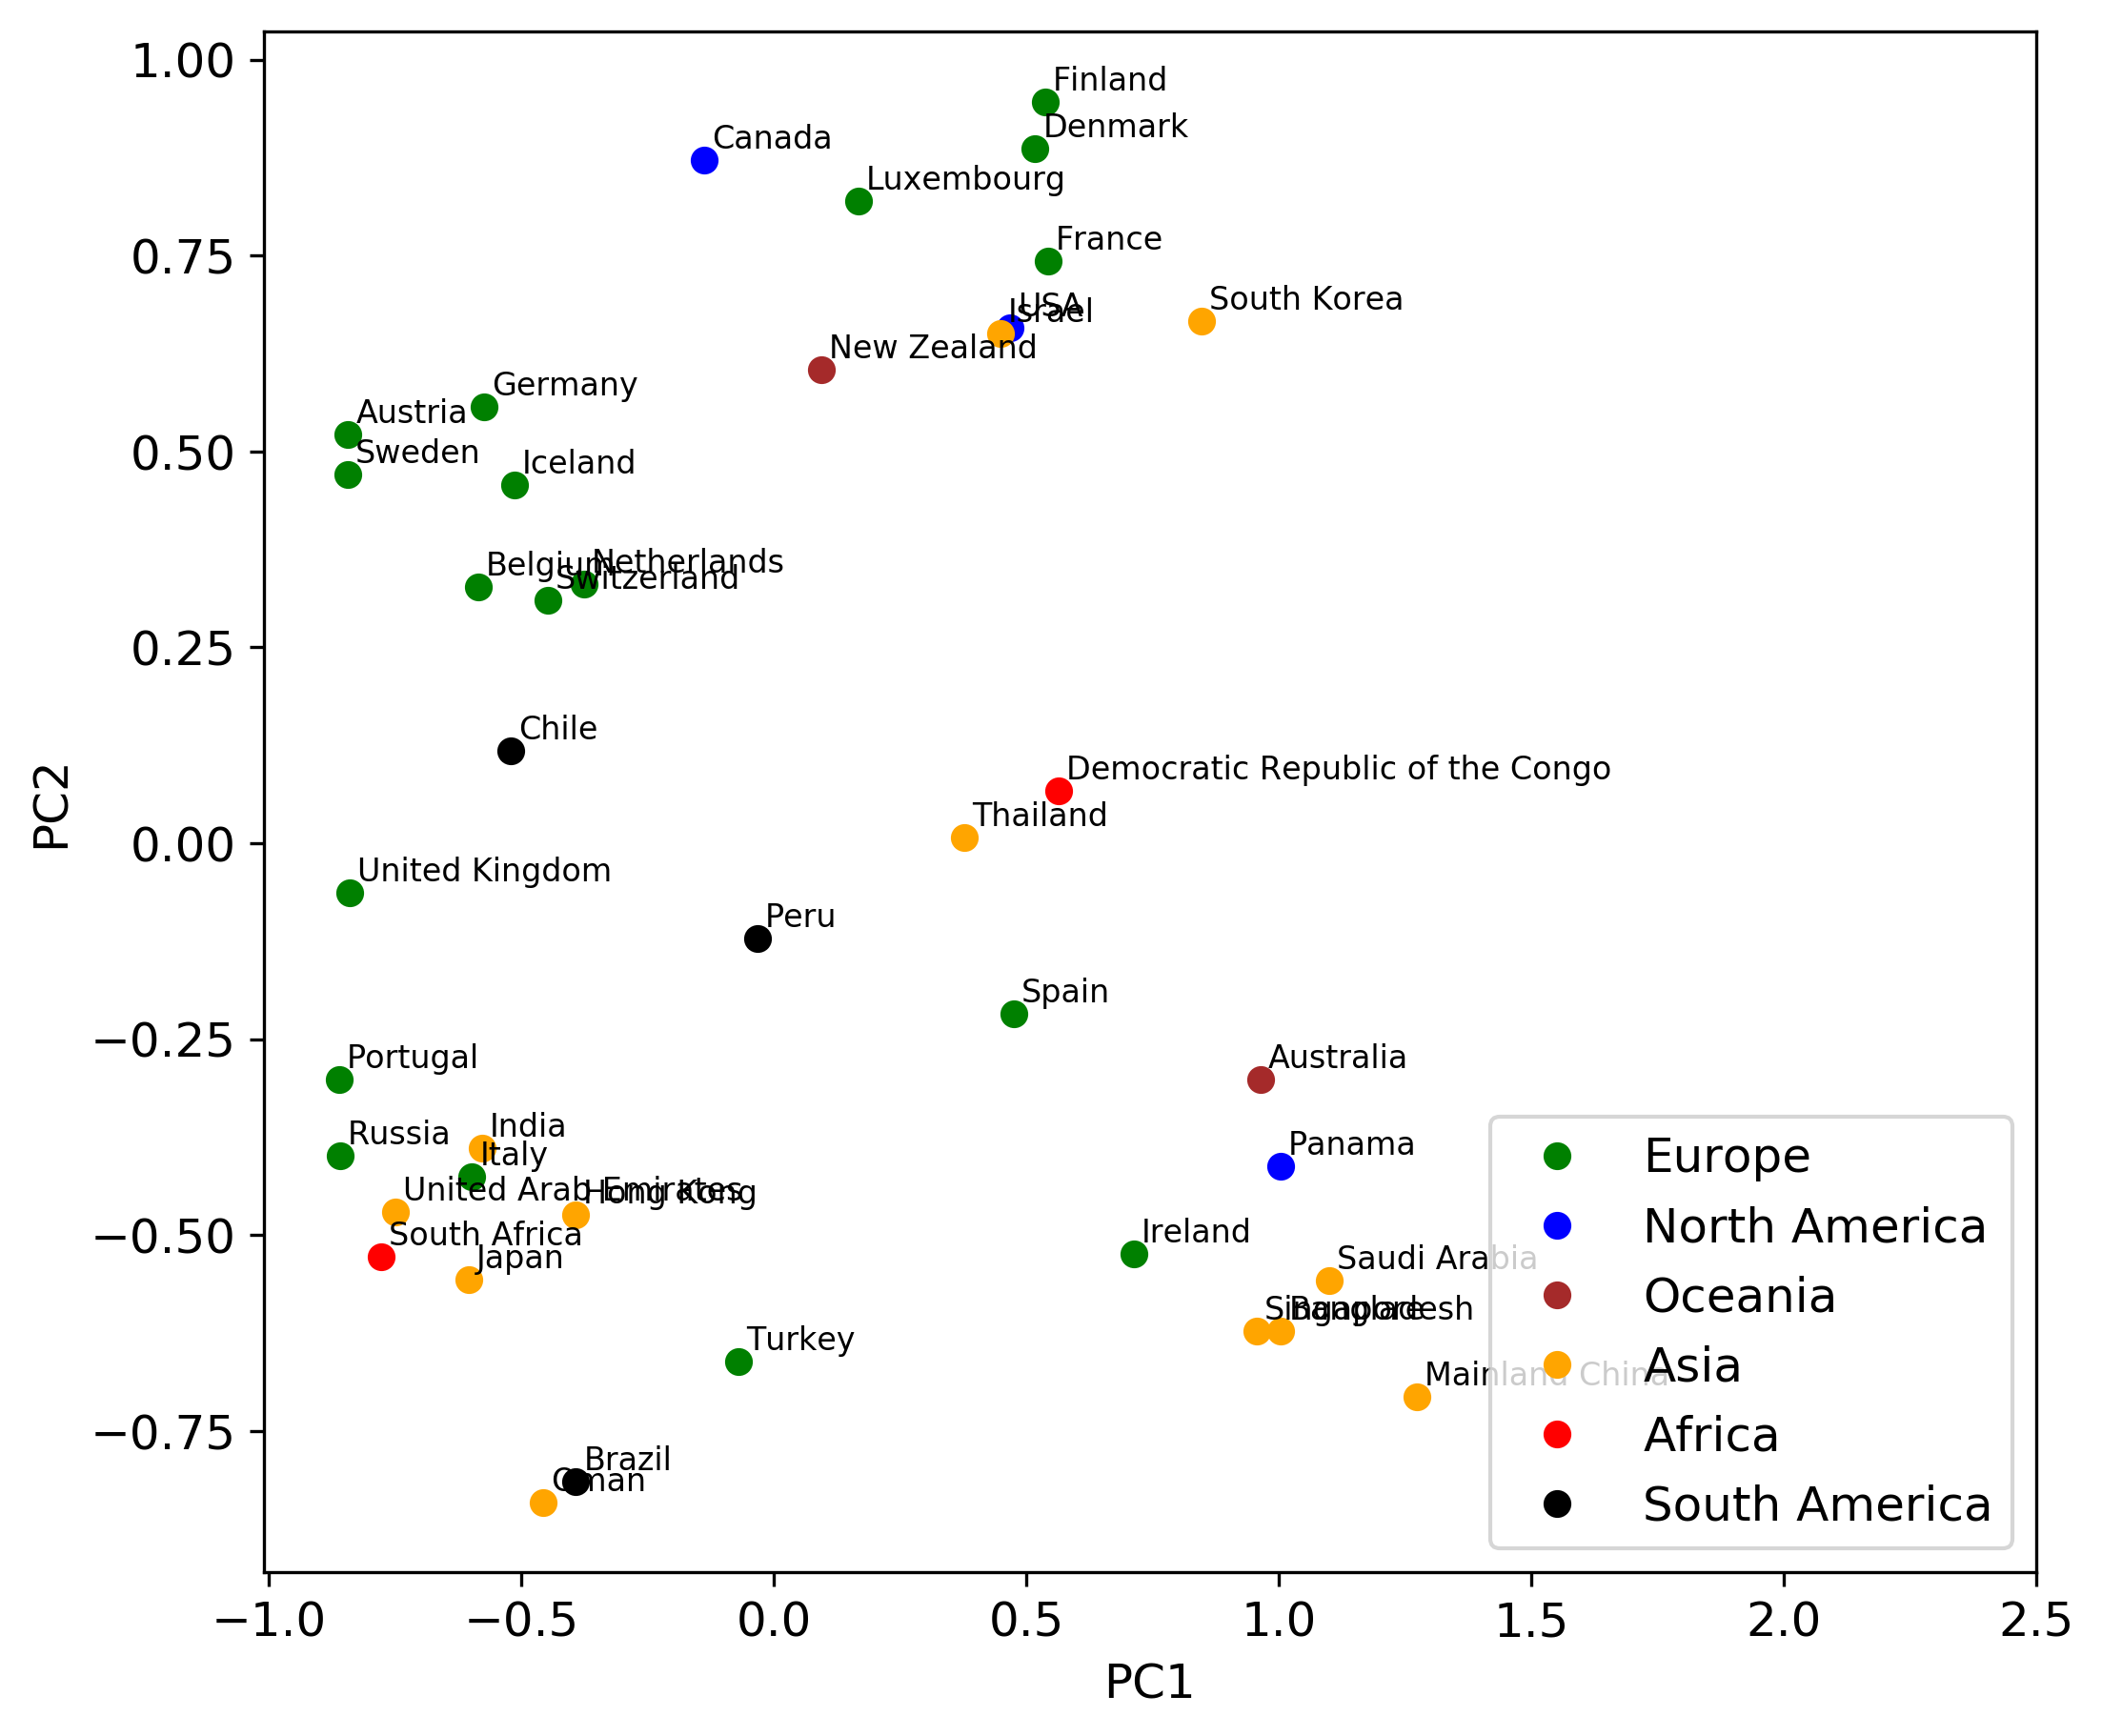 1.00
0.75
0.50
0.25
0.00
−0.25
−0.50
−0.75
PC2
Finland
Denmark
Canada
Luxembourg
France
South Korea
USA
Israel
New Zealand
Germany
Austria
Sweden
Iceland
Netherlands
Belgium
Switzerland
Chile
Democratic Republic of the Congo
Thailand
United Kingdom
Peru
Spain
Portugal
Australia
India
Russia
Italy
Panama
United Arab Emirates
Hong Kong
South Africa
Japan
Ireland
Saudi Arabia
Singapore
Bangladesh
Turkey
Mainland China
Brazil
Oman
Europe
North America
Oceania
Asia
Africa
South America
−1.0
−0.5
0.0
0.5
1.0
1.5
2.0
2.5
PC1